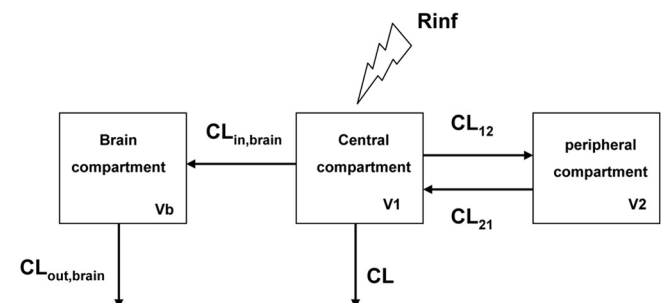 Rinf
Brain
compartment
Vb
CLin,brain
Central
compartment
V1
CL12
CL21
peripheral
compartment
V2
CLout,brain
CL